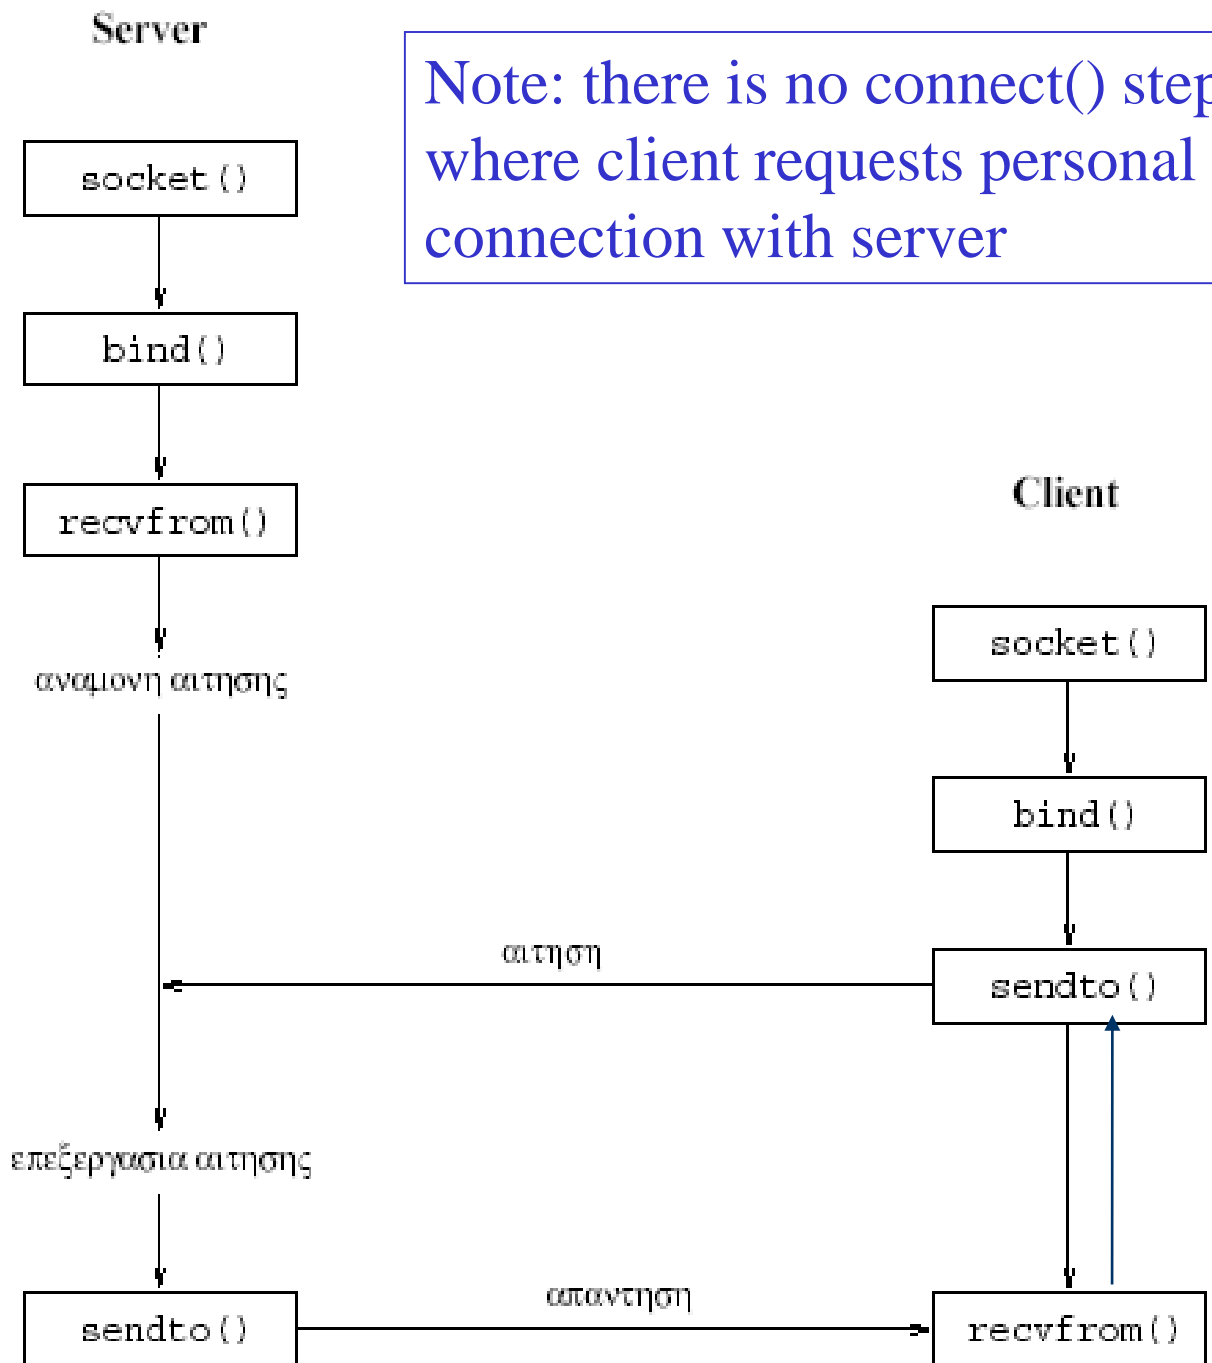 Server
Note: there is no connect() step
where client requests personal
connection with server
socket()
bind()
recvfrom()
αναμονη αιτησης
Client
socket()
bind()
αιτηση
sendto()
επεξεργασια αιτησης
απαντηση
sendto()
recvfrom()